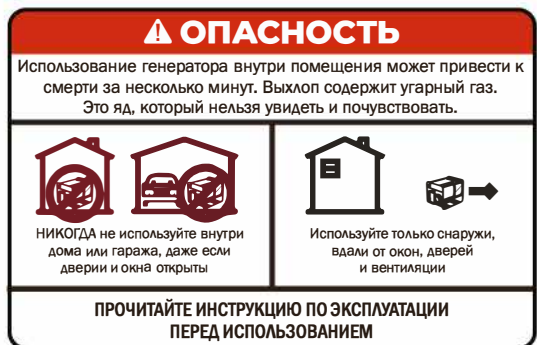 ОПАСНОСТЬ
Использование генератора внутри помещения может привести к
смерти за несколько минут. Выхлоп содержит угарный газ.
Это яд, который нельзя увидеть и почувствовать.
НИКОГДА не используйте внутри
дома или гаража, даже если
дверии и окна открыты
Используйте только снаружи,
вдали от окон, дверей
и вентиляции
ПРОЧИТАЙТЕ ИНСТРУКЦИЮ ПО ЭКСПЛУАТАЦИИ
ПЕРЕД ИСПОЛЬЗОВАНИЕМ